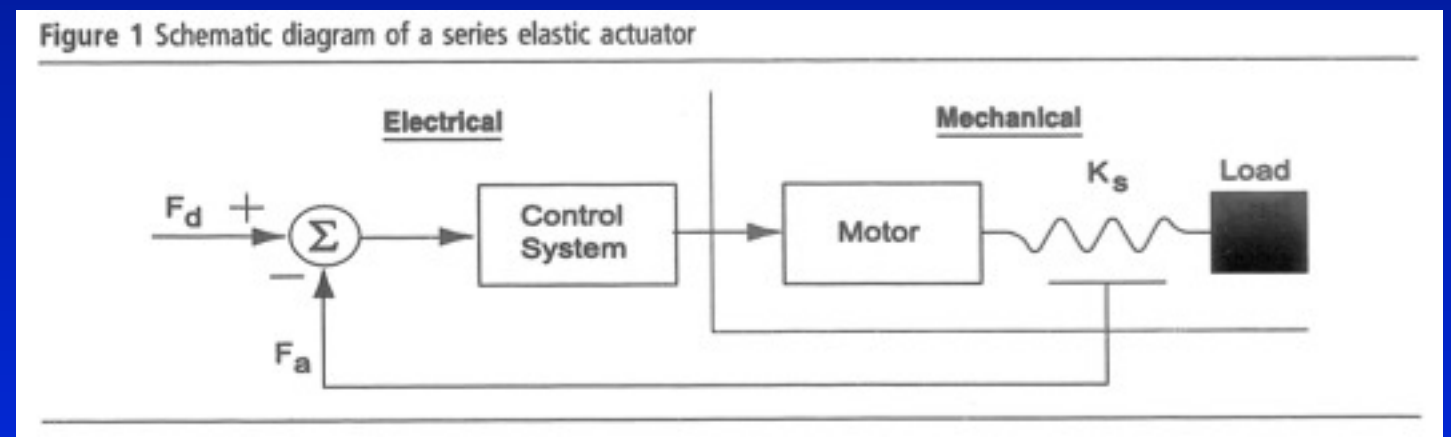 Figure 1 Schematic diagram of a series elastic actuator
Electrical
Mechanical
Fd +
Σ
−
Control
System
Motor
Ks
Load
Fa